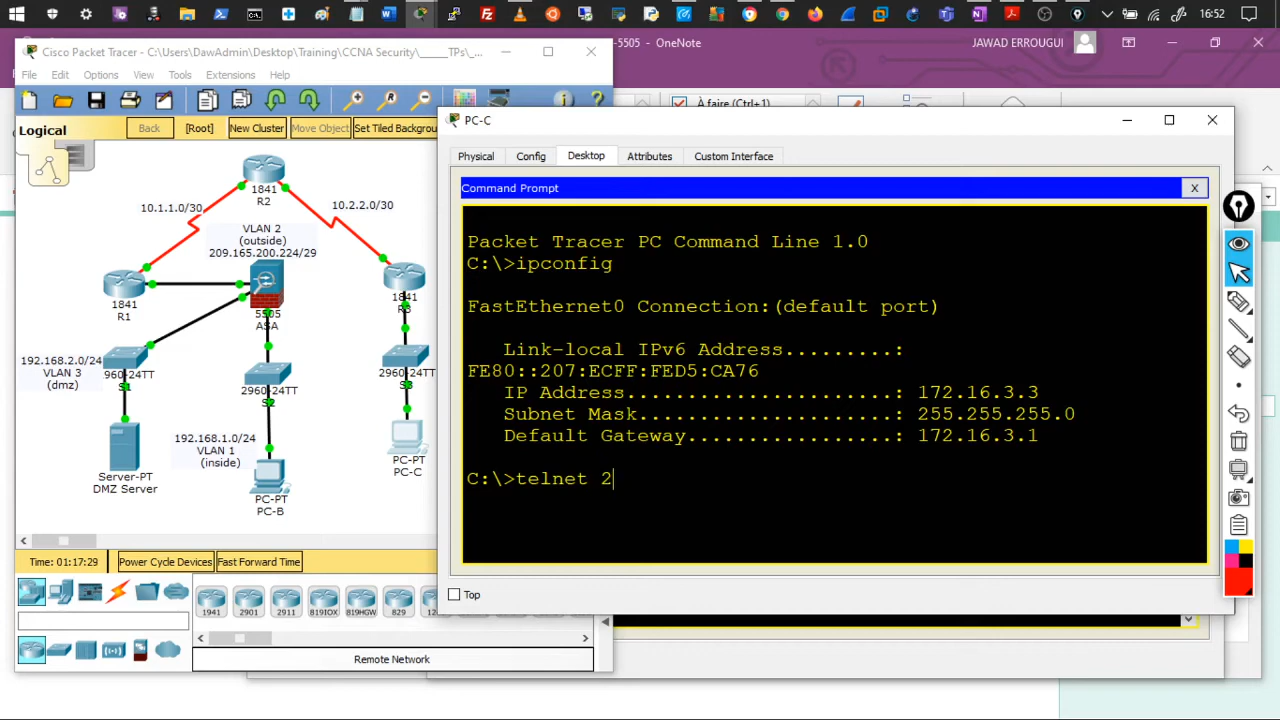 16:52
Cisco Packet Tracer - C:\Users\DawAdmin\Desktop\Training\CCNA Security\_____TPs\_...
-5505 - OneNote
JAWAD ERROUGUI
File Edit Options View Tools Extensions Help
À faire (Ctrl+1)
Logical
Back
[Root]
New Cluster
Move Object
Set Tiled Backgrou
1841
R2
10.1.1.0/30
10.2.2.0/30
VLAN 2
(outside)
209.165.200.224/29
1841
R1
5505
ASA
1841
R3
192.168.2.0/24
VLAN 3
(dmz)
960-24TT
S1
2960-24TT
S2
2960-24TT
S3
192.168.1.0/24
VLAN 1
(inside)
Server-PT
DMZ Server
PC-PT
PC-B
PC-PT
PC-C
Time: 01:17:29
Power Cycle Devices
Fast Forward Time
1941
2901
2911
819IOX
819HGW
829
12
Remote Network
PC-C
Physical
Config
Desktop
Attributes
Custom Interface
Command Prompt
X
Packet Tracer PC Command Line 1.0
C:\>ipconfig
FastEthernet0 Connection:(default port)
Link-local IPv6 Address.........:
FE80::207:ECFF:FED5:CA76
IP Address......................: 172.16.3.3
Subnet Mask.....................: 255.255.255.0
Default Gateway.................: 172.16.3.1
C:\>telnet 2
Top